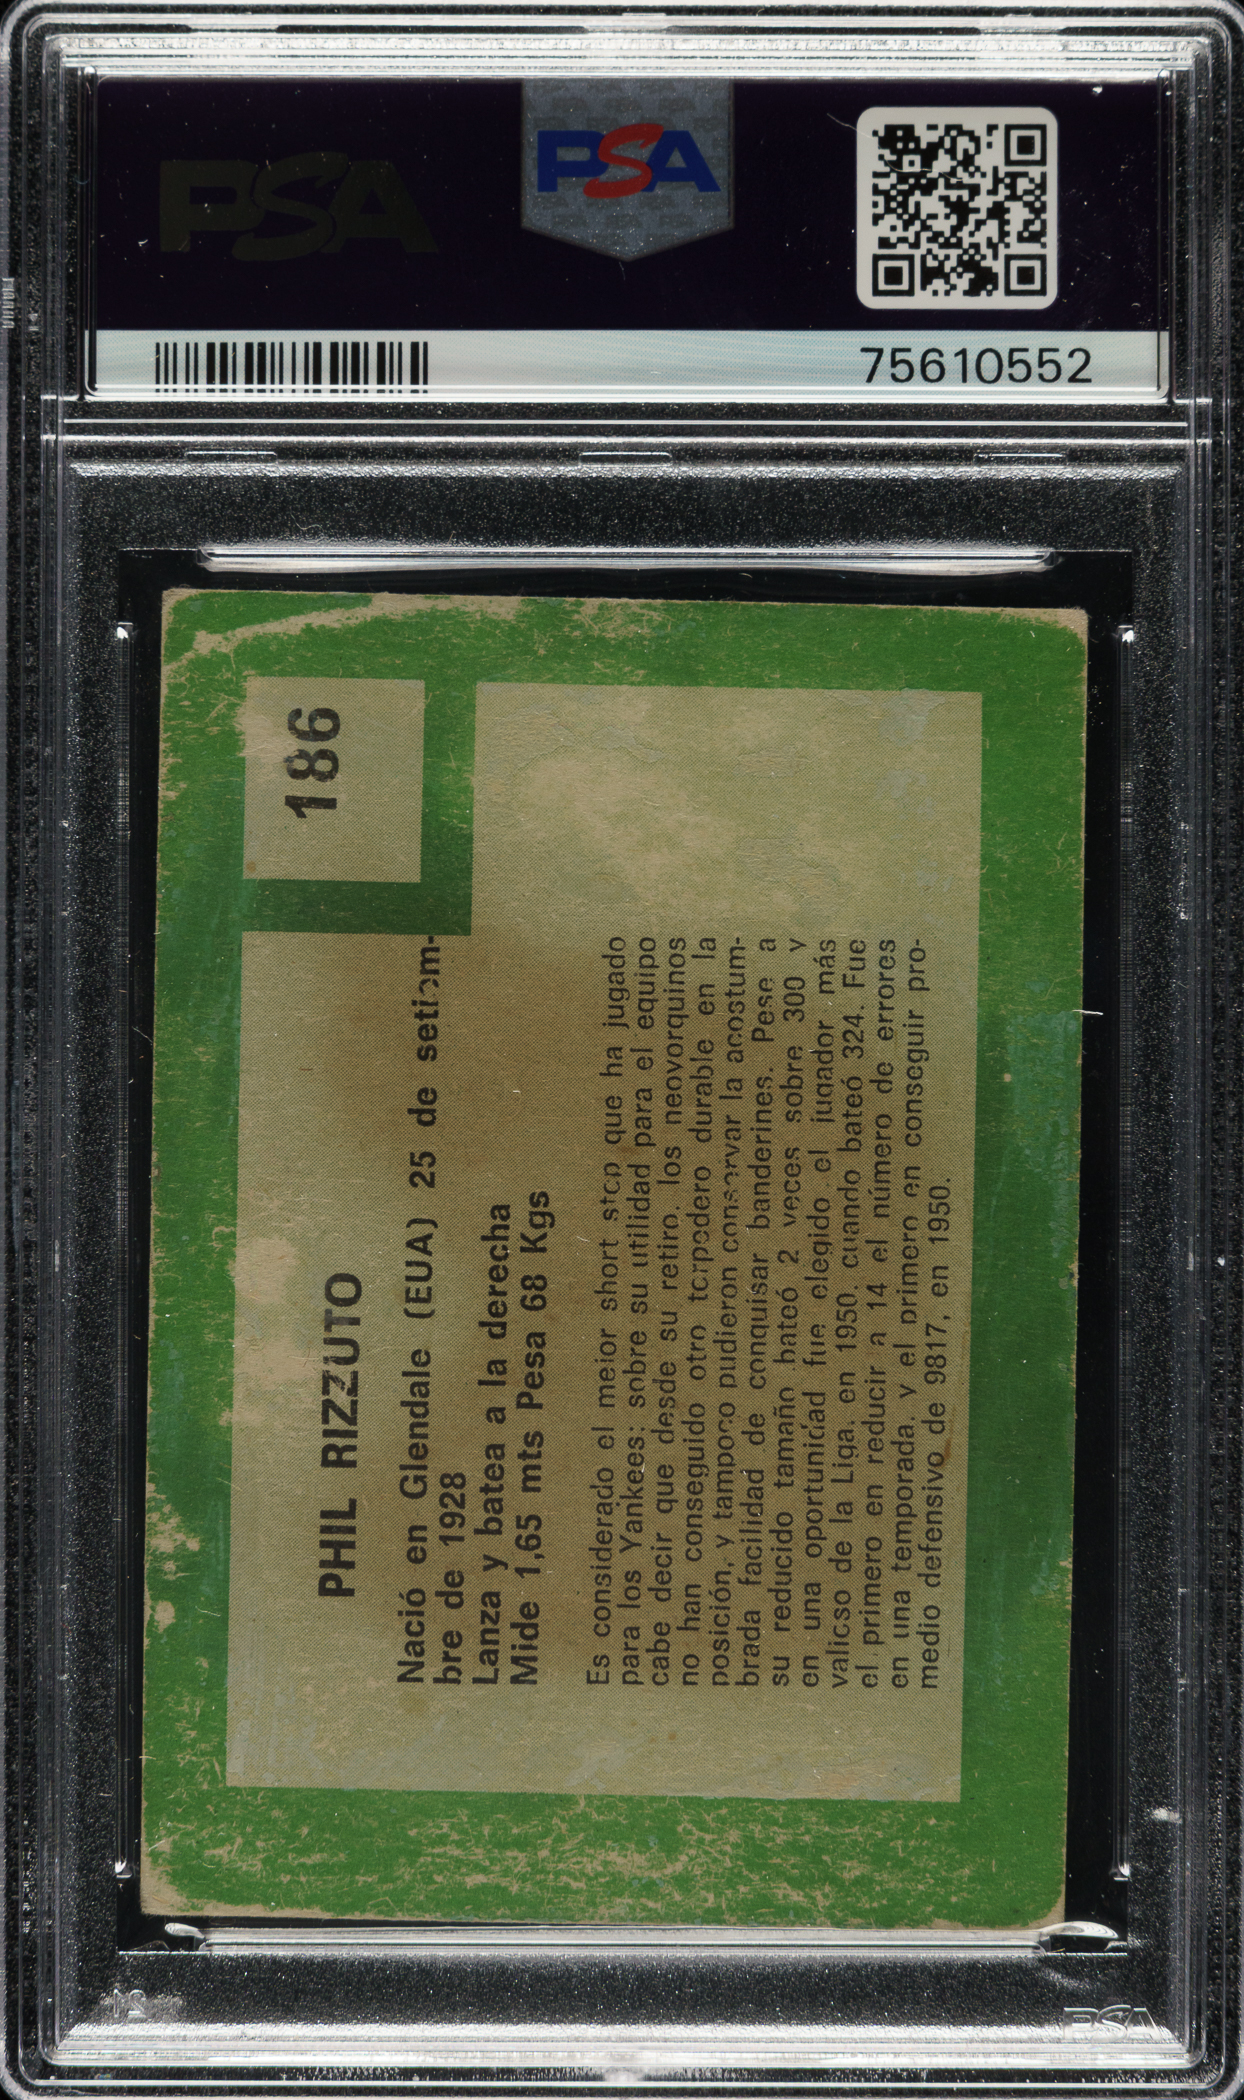 PSA
PSA
75610552
186
PHIL RIZZUTO
Nació en Glendale (EUA) 25 de setiem-
bre de 1928
Lanza y batea a la derecha
Mide 1,65 mts Pesa 68 Kgs
Es considerado el mejor short stop que ha jugado
para los Yankees; sobre su utilidad para el equipo
cabe decir que desde su retiro, los neoyorquinos
no han conseguido otro torpedero durable en la
posición, y tampoco pudieron conservar la acostum-
brada facilidad de conquisar banderines. Pese a
su reducido tamaño bateó 2 veces sobre 300 y
en una oportunidad fue elegido el jugador más
valioso de la Liga, en 1950, cuando bateó 324. Fue
el primero en reducir a 14 el número de errores
en una temporada, y el primero en conseguir pro-
medio defensivo de 9817, en 1950.
PSA